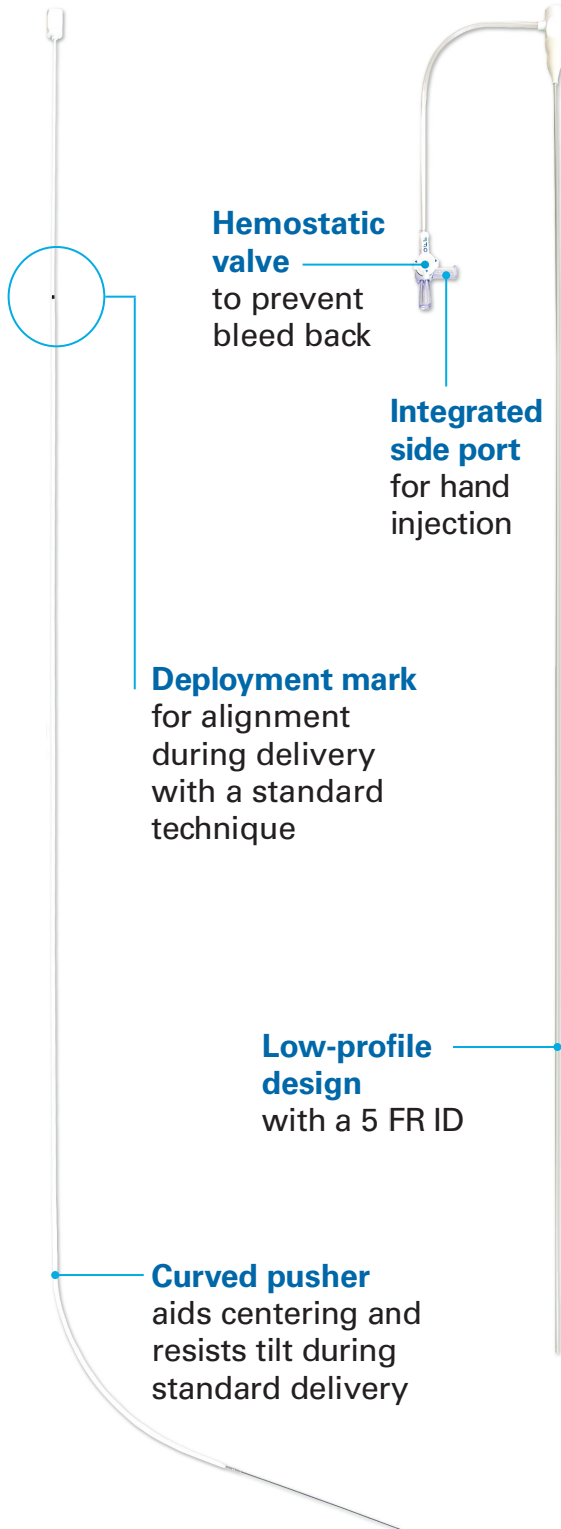 Hemostatic
valve
to prevent
bleed back
Integrated
side port
for hand
injection
Deployment mark
for alignment
during delivery
with a standard
technique
Low-profile
design
with a 5 FR ID
Curved pusher
aids centering and
resists tilt during
standard delivery